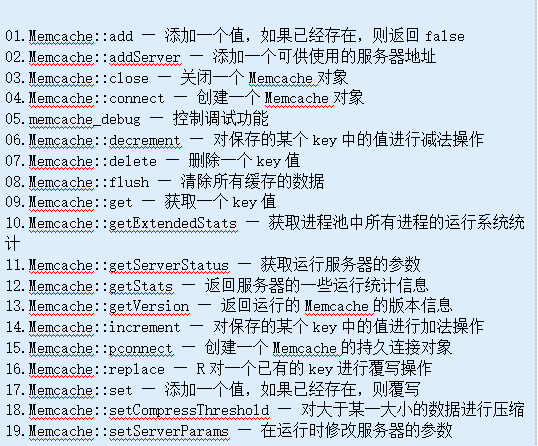 01.Memcache::add — 添加一个值，如果已经存在，则返回 false
02.Memcache::addServer — 添加一个可供使用的服务器地址
03.Memcache::close — 关闭一个 Memcache 对象
04.Memcache::connect — 创建一个 Memcache 对象
05.memcache_debug — 控制调试功能
06.Memcache::decrement — 对保存的某个 key 中的值进行减法操作
07.Memcache::delete — 删除一个 key 值
08.Memcache::flush — 清除所有缓存的数据
09.Memcache::get — 获取一个 key 值
10.Memcache::getExtendedStats — 获取进程池中所有进程的运行系统统
计
11.Memcache::getServerStatus — 获取运行服务器的参数
12.Memcache::getStats — 返回服务器的一些运行统计信息
13.Memcache::getVersion — 返回运行的 Memcache 的版本信息
14.Memcache::increment — 对保存的某个 key 中的值进行加法操作
15.Memcache::pconnect — 创建一个 Memcache 的持久连接对象
16.Memcache::replace — R 对一个已有的 key 进行覆写操作
17.Memcache::set — 添加一个值，如果已经存在，则覆写
18.Memcache::setCompressThreshold — 对大于某一大小的数据进行压缩
19.Memcache::setServerParams — 在运行时修改服务器的参数